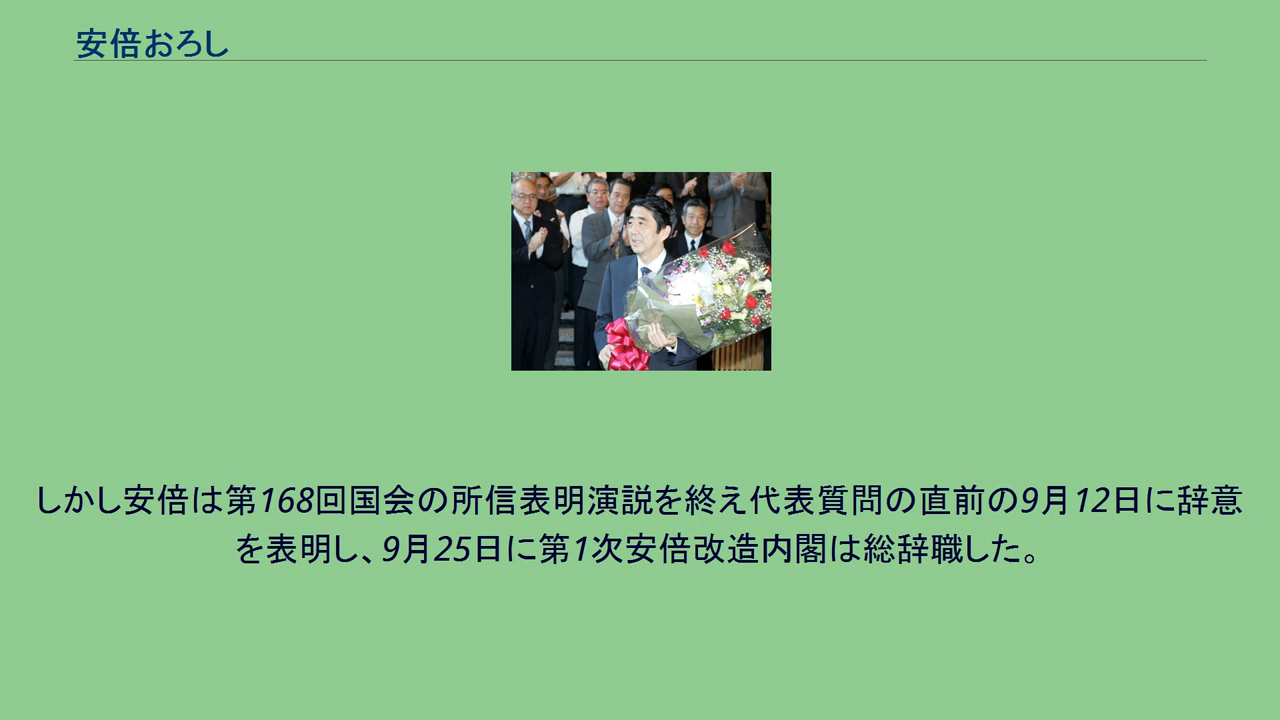 安倍おろし
しかし安倍は第168回国会の所信表明演説を終え代表質問の直前の9月12日に辞意
を表明し、9月25日に第1次安倍改造内閣は総辞職した。